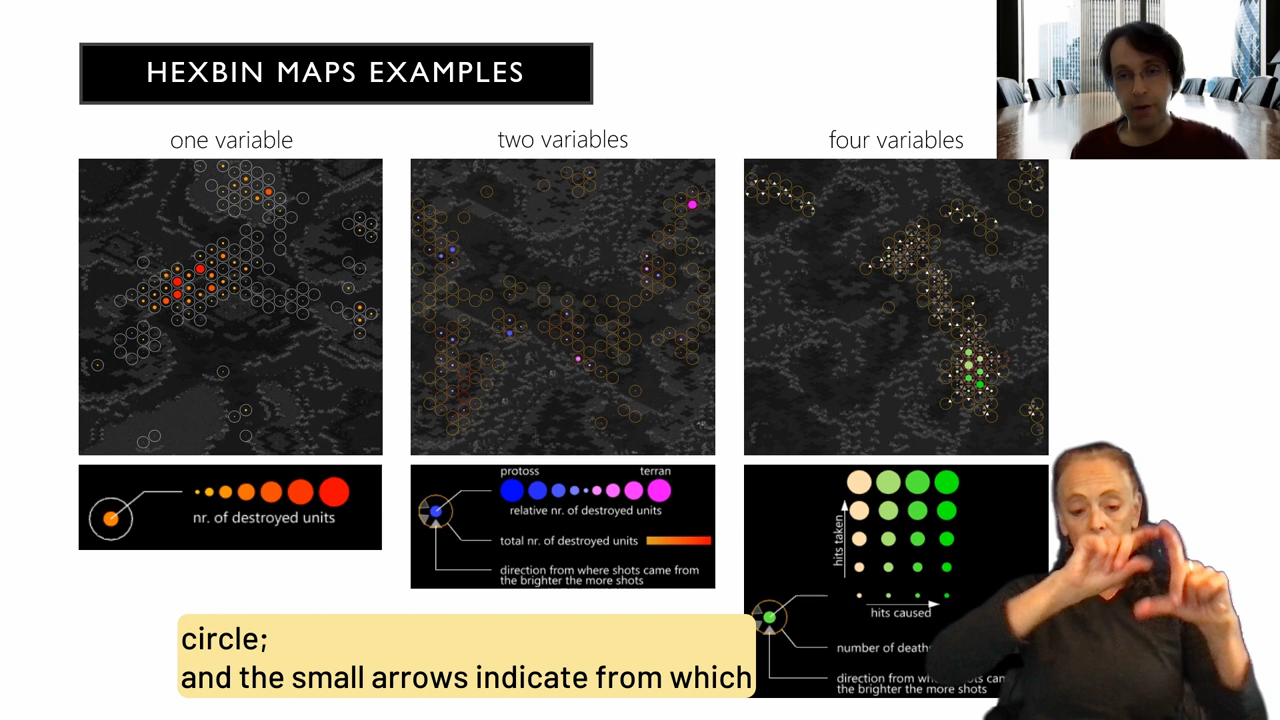 HEXBIN MAPS EXAMPLES
one variable
two variables
four variables
nr. of destroyed units
protoss
terran
relative nr. of destroyed units
total nr. of destroyed units
direction from where shots came from
the brighter the more shots
hits taken
hits caused
number of death
direction from
the brighter the more shots
circle;
and the small arrows indicate from which